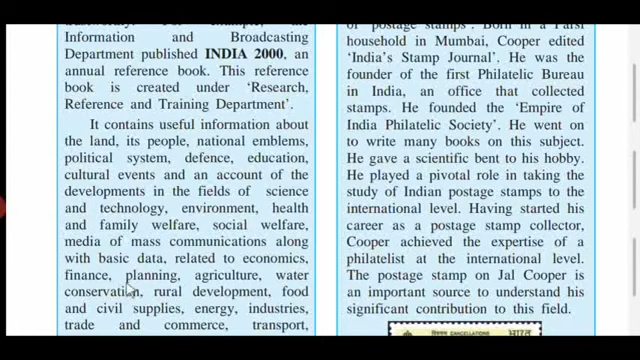 Information and Broadcasting
Department published INDIA 2000, an
annual reference book. This reference
book is created under 'Research,
Reference and Training Department'.
It contains useful information about
the land, its people, national emblems,
political system, defence, education,
cultural events and an account of the
developments in the fields of science
and technology, environment, health
and family welfare, social welfare,
media of mass communications along
with basic data, related to economics,
finance, planning, agriculture, water
conservation, rural development, food
and civil supplies, energy, industries,
trade and commerce, transport,
of postage stamps'. Born in a Parsi
household in Mumbai, Cooper edited
'India's Stamp Journal'. He was the
founder of the first Philatelic Bureau
in India, an office that collected
stamps. He founded the 'Empire of
India Philatelic Society'. He went on
to write many books on this subject.
He gave a scientific bent to his hobby.
He played a pivotal role in taking the
study of Indian postage stamps to the
international level. Having started his
career as a postage stamp collector,
Cooper achieved the expertise of a
philatelist at the international level.
The postage stamp on Jal Cooper is
an important source to understand his
significant contribution to this field.
CANCELLATIONS भारत